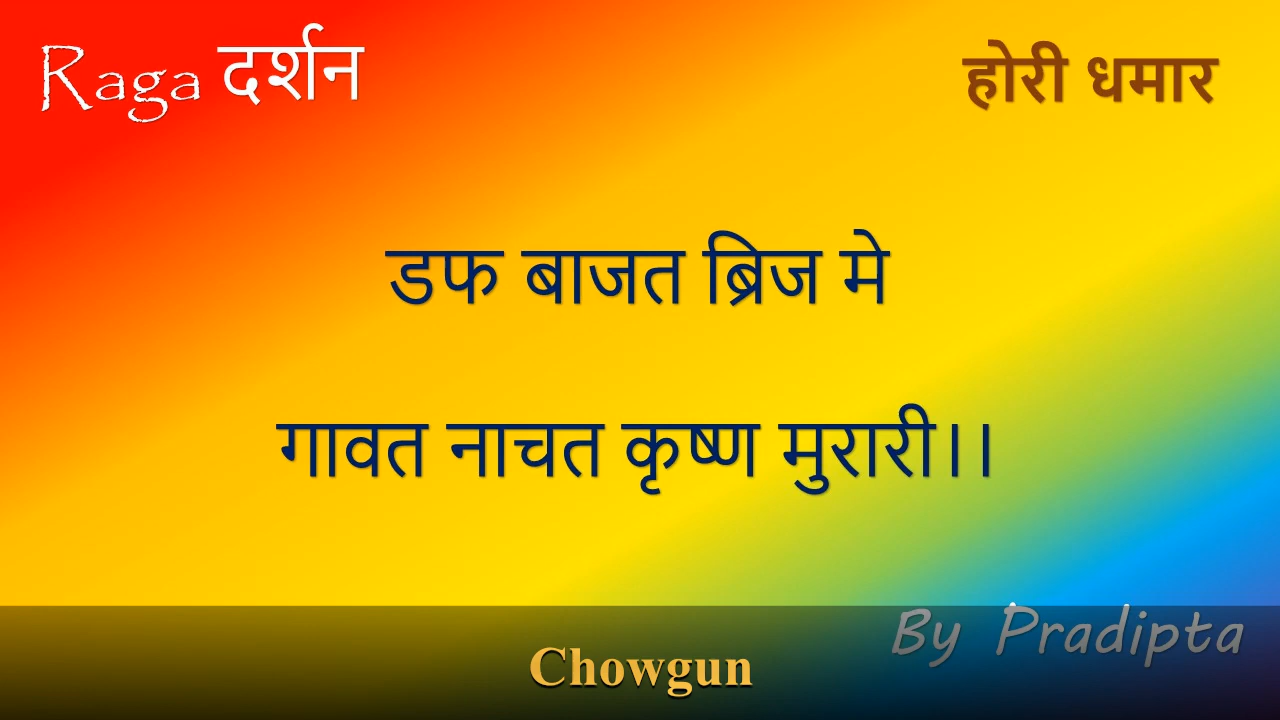 Raga दर्शन
होरी धमार
डफ बाजत ब्रिज मे
गावत नाचत कृष्ण मुरारी।।
By Pradipta
Chowgun